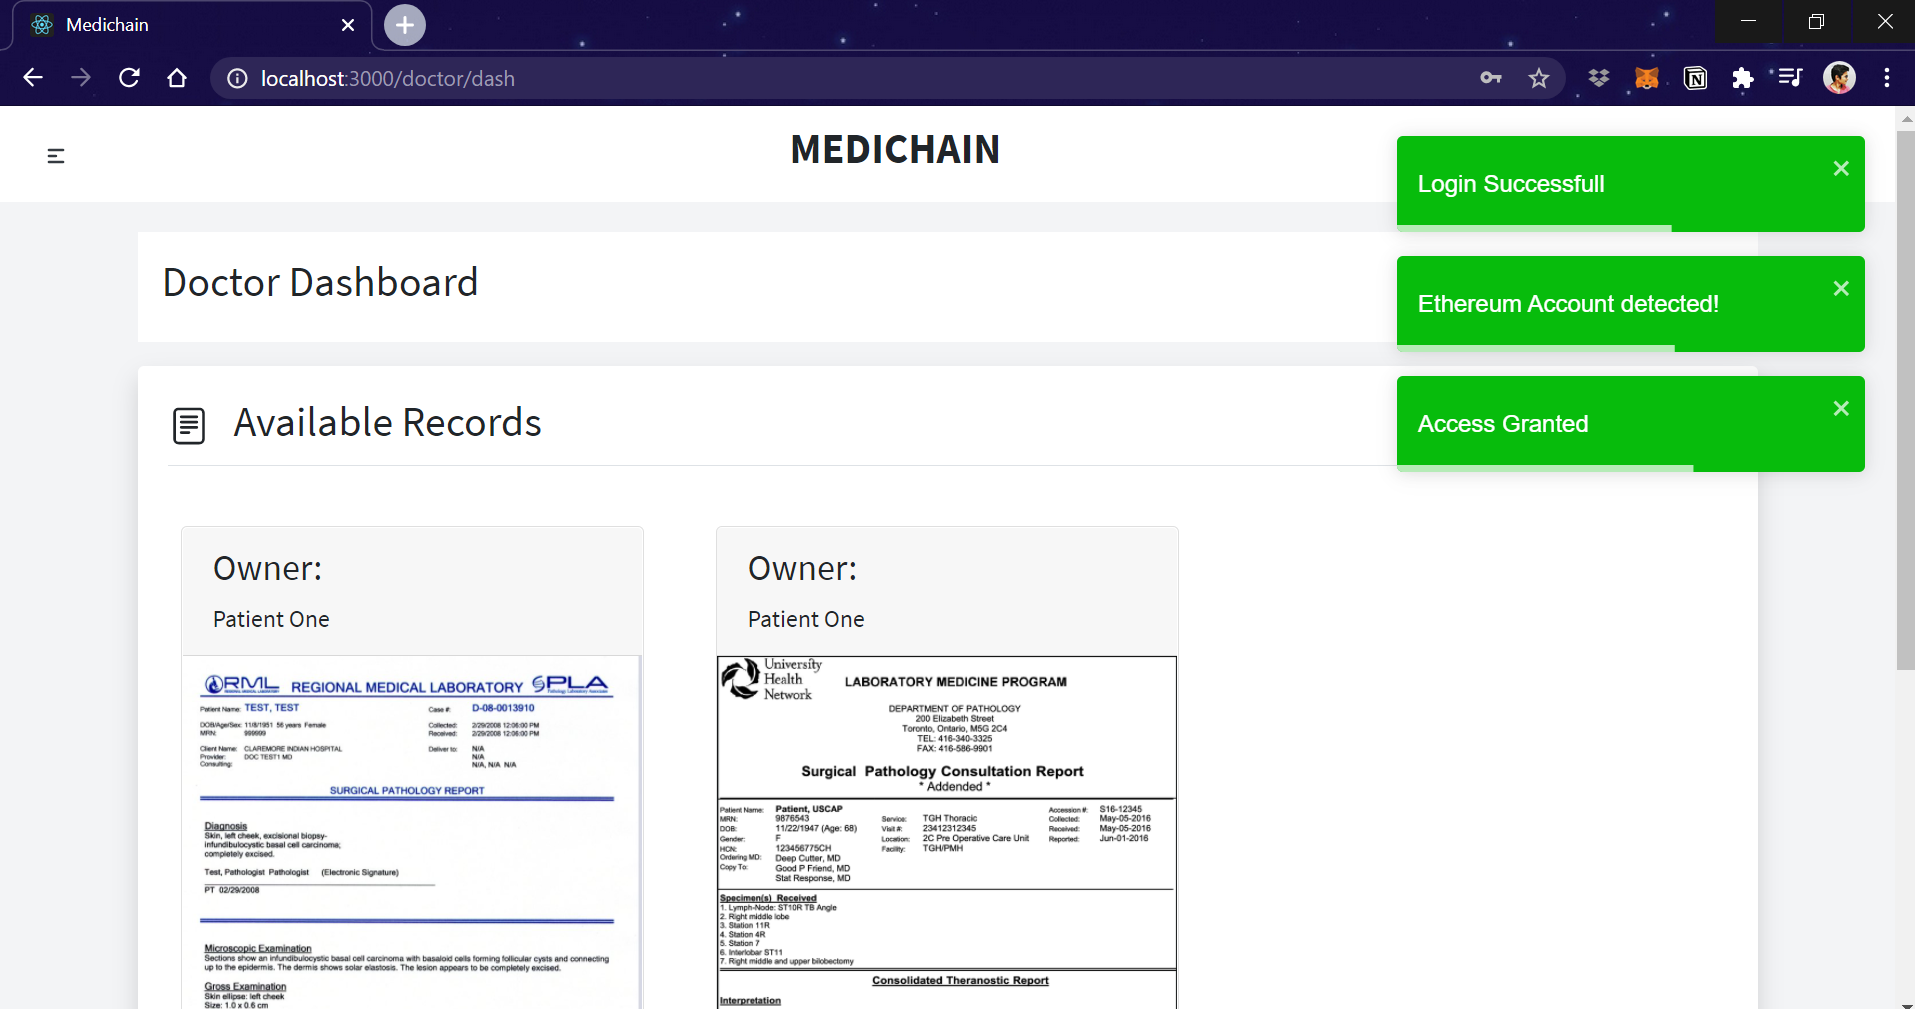 Medichain
localhost:3000/doctor/dash
MEDICHAIN
Login Successfull
Ethereum Account detected!
Access Granted
Doctor Dashboard
Available Records
Owner:
Patient One
RML REGIONAL MEDICAL LABORATORY SPLA
Patient Name: TEST, TEST Case #: D-08-0013910
DOB/Age/Sex: 11/8/1951 56 years Female Collected: 2/29/2008 12:06:00 PM
MRN: 999999 Received: 2/29/2008 12:06:00 PM
Client Name: CLAREMORE INDIAN HOSPITAL Deliver to: N/A
Provider: DOC TEST1 MD N/A
Consulting: N/A, N/A N/A
SURGICAL PATHOLOGY REPORT
Diagnosis
Skin, left cheek, excisional biopsy-
infundibulocystic basal cell carcinoma;
completely excised.
Test, Pathologist Pathologist (Electronic Signature)
PT 02/29/2008
Microscopic Examination
Sections show an infundibulocystic basal cell carcinoma with basaloid cells forming follicular cysts and connecting
up to the epidermis. The dermis shows solar elastosis. The lesion appears to be completely excised.
Gross Examination
Skin ellipse: left cheek
Size: 1.0 x 0.6 cm
Owner:
Patient One
University
Health
Network
LABORATORY MEDICINE PROGRAM
DEPARTMENT OF PATHOLOGY
200 Elizabeth Street
Toronto, Ontario, M5G 2C4
TEL: 416-340-3325
FAX: 416-586-9901
Surgical Pathology Consultation Report
* Addended *
Patient Name: Patient, USCAP Accession #: S16-12345
MRN: 9876543 Service: TGH Thoracic Collected: May-05-2016
DOB: 11/22/1947 (Age: 68) Visit #: 23412312345 Received: May-05-2016
Gender: F Location: 2C Pre Operative Care Unit Reported: Jun-01-2016
HCN: 123456775CH Facility: TGH/PMH
Ordering MD: Deep Cutter, MD
Copy To: Good P Friend, MD
Stat Response, MD
Specimen(s) Received
1. Lymph-Node: ST10R TB Angle
2. Right middle lobe
3. Station 11R
4. Station 4R
5. Station 7
6. Interlobar ST11
7. Right middle and upper bilobectomy
Consolidated Theranostic Report
Interpretation